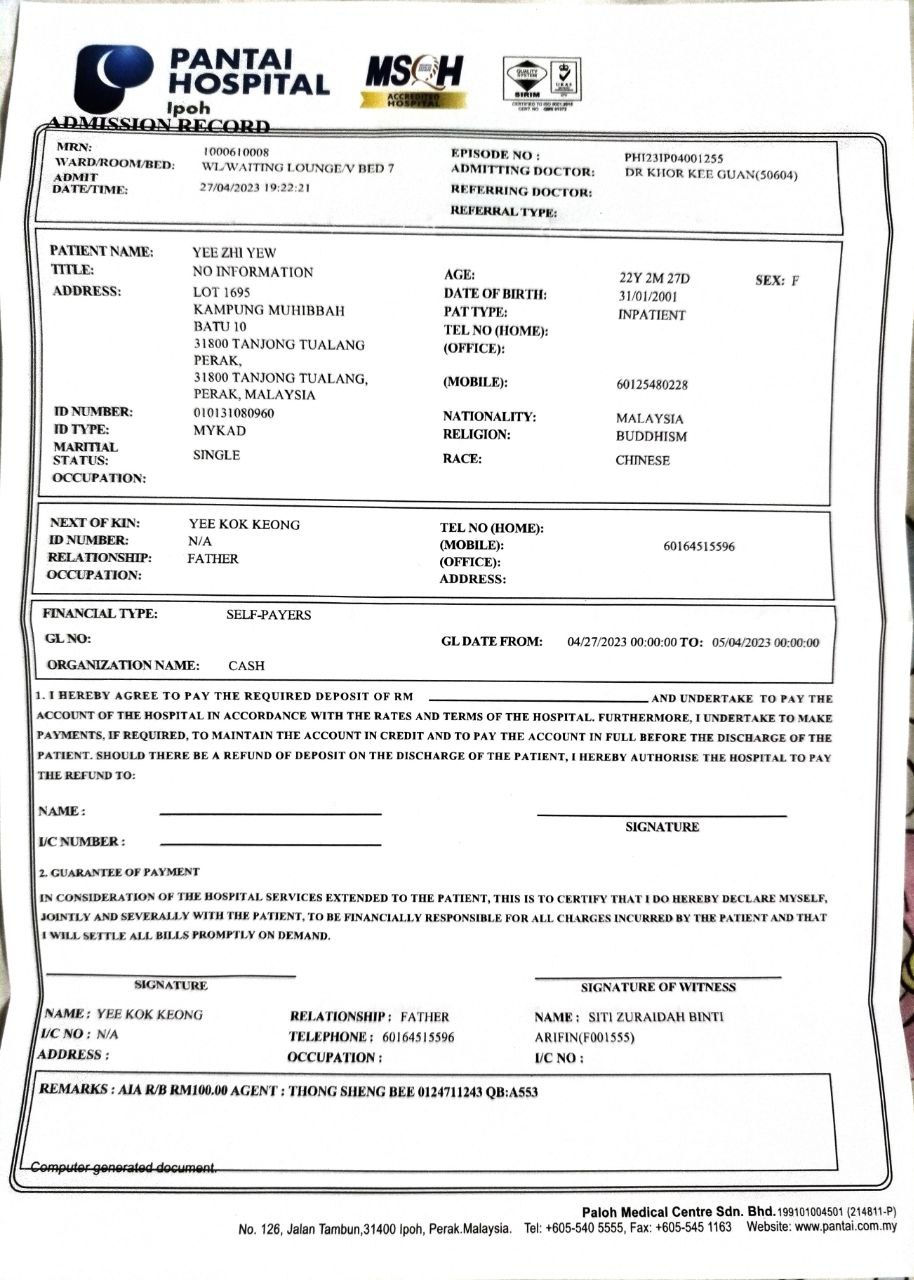 PANTAI
HOSPITAL
Ipoh
MSQH
ACCREDITED
HOSPITAL
QUALITY
SYSTEM
SIRIM
UKAS
ADMISSION RECORD
MRN: 1000610008 EPISODE NO : PHI23IP04001255
WARD/ROOM/BED: WL/WAITING LOUNGE/V BED 7 ADMITTING DOCTOR: DR KHOR KEE GUAN(50604)
ADMIT
DATE/TIME: 27/04/2023 19:22:21 REFERRING DOCTOR:
REFERRAL TYPE:
PATIENT NAME: YEE ZHI YEW
TITLE: NO INFORMATION AGE: 22Y 2M 27D SEX: F
ADDRESS: LOT 1695 DATE OF BIRTH: 31/01/2001
KAMPUNG MUHIBBAH PAT TYPE: INPATIENT
BATU 10 TEL NO (HOME):
31800 TANJONG TUALANG (OFFICE):
PERAK,
31800 TANJONG TUALANG, (MOBILE): 60125480228
PERAK, MALAYSIA
ID NUMBER: 010131080960 NATIONALITY: MALAYSIA
ID TYPE: MYKAD RELIGION: BUDDHISM
MARITIAL
STATUS: SINGLE RACE: CHINESE
OCCUPATION:
NEXT OF KIN: YEE KOK KEONG TEL NO (HOME):
ID NUMBER: N/A (MOBILE): 60164515596
RELATIONSHIP: FATHER (OFFICE):
OCCUPATION: ADDRESS:
FINANCIAL TYPE: SELF-PAYERS
GL NO: GL DATE FROM: 04/27/2023 00:00:00 TO: 05/04/2023 00:00:00
ORGANIZATION NAME: CASH
1. I HEREBY AGREE TO PAY THE REQUIRED DEPOSIT OF RM AND UNDERTAKE TO PAY THE
ACCOUNT OF THE HOSPITAL IN ACCORDANCE WITH THE RATES AND TERMS OF THE HOSPITAL. FURTHERMORE, I UNDERTAKE TO MAKE
PAYMENTS, IF REQUIRED, TO MAINTAIN THE ACCOUNT IN CREDIT AND TO PAY THE ACCOUNT IN FULL BEFORE THE DISCHARGE OF THE
PATIENT. SHOULD THERE BE A REFUND OF DEPOSIT ON THE DISCHARGE OF THE PATIENT, I HEREBY AUTHORISE THE HOSPITAL TO PAY
THE REFUND TO:
NAME :
SIGNATURE
I/C NUMBER :
2. GUARANTEE OF PAYMENT
IN CONSIDERATION OF THE HOSPITAL SERVICES EXTENDED TO THE PATIENT, THIS IS TO CERTIFY THAT I DO HEREBY DECLARE MYSELF,
JOINTLY AND SEVERALLY WITH THE PATIENT, TO BE FINANCIALLY RESPONSIBLE FOR ALL CHARGES INCURRED BY THE PATIENT AND THAT
I WILL SETTLE ALL BILLS PROMPTLY ON DEMAND.
SIGNATURE SIGNATURE OF WITNESS
NAME : YEE KOK KEONG RELATIONSHIP : FATHER NAME : SITI ZURAIDAH BINTI
I/C NO : N/A TELEPHONE : 60164515596 ARIFIN(F001555)
ADDRESS : OCCUPATION : I/C NO :
REMARKS : AIA R/B RM100.00 AGENT : THONG SHENG BEE 0124711243 QB:A553
Computer generated document.
Paloh Medical Centre Sdn. Bhd. 199101004501 (214811-P)
No. 126, Jalan Tambun,31400 Ipoh, Perak.Malaysia. Tel: +605-540 5555, Fax: +605-545 1163 Website: www.pantai.com.my